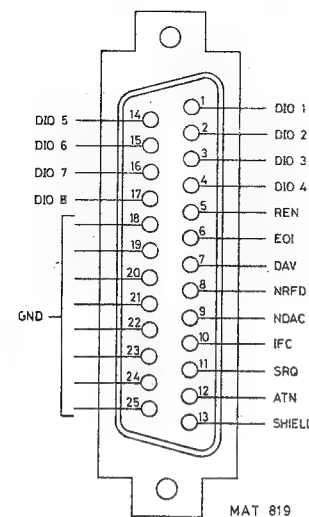 1 DIO 1
DIO 5 14
2 DIO 2
DIO 6 15
3 DIO 3
DIO 7 16
4 DIO 4
DIO 8 17
5 REN
18
6 EOI
19
7 DAV
20
8 NRFD
21
GND
9 NDAC
22
10 IFC
23
11 SRQ
24
12 ATN
25
13 SHIELD
MAT 819